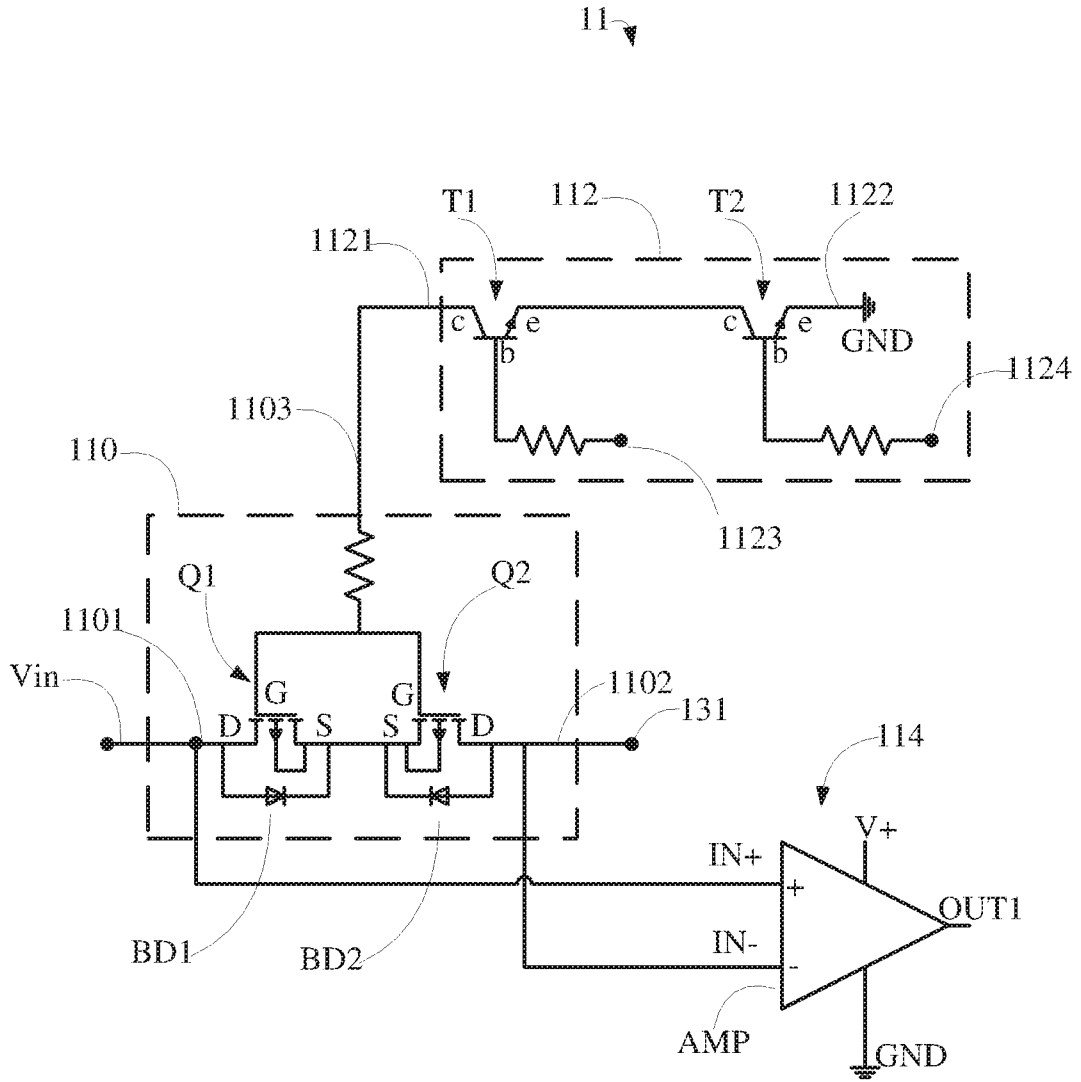 11
T1
112
T2
1122
1121
c
e
b
c
e
b
GND
1124
1103
110
1123
Q1
Q2
1101
Vin
G
G
1102
131
D
S
S
D
114
V+
IN+
+
OUT1
BD1
BD2
IN-
-
AMP
GND